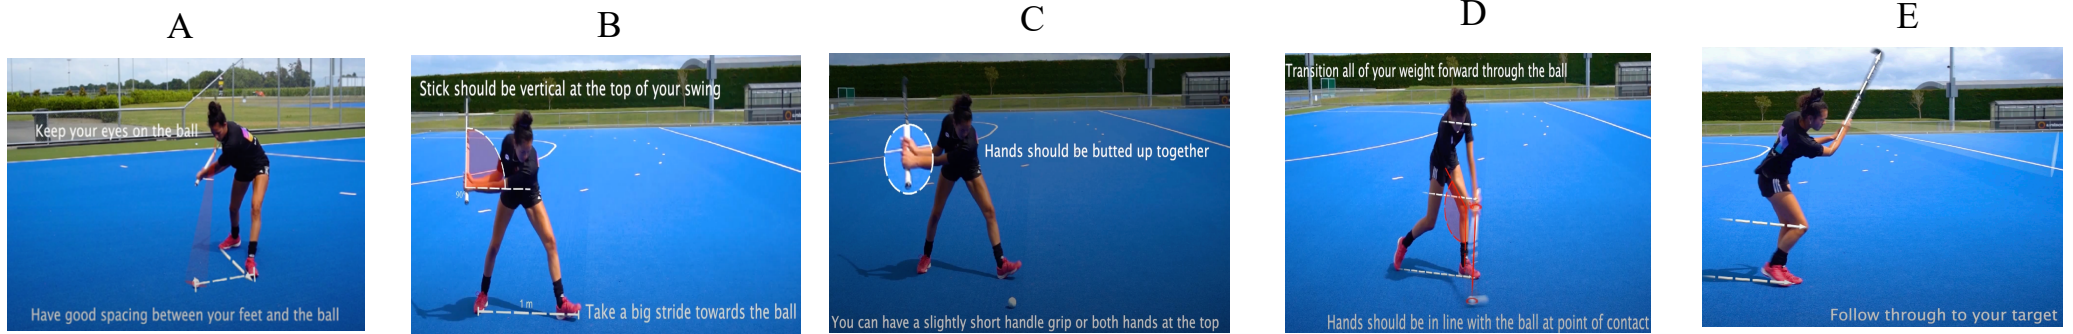 A
Keep your eyes on the ball
Have good spacing between your feet and the ball
B
Stick should be vertical at the top of your swing
90
1 m
Take a big stride towards the ball
C
Hands should be butted up together
You can have a slightly short handle grip or both hands at the top
D
Transition all of your weight forward through the ball
Hands should be in line with the ball at point of contact
E
Follow through to your target